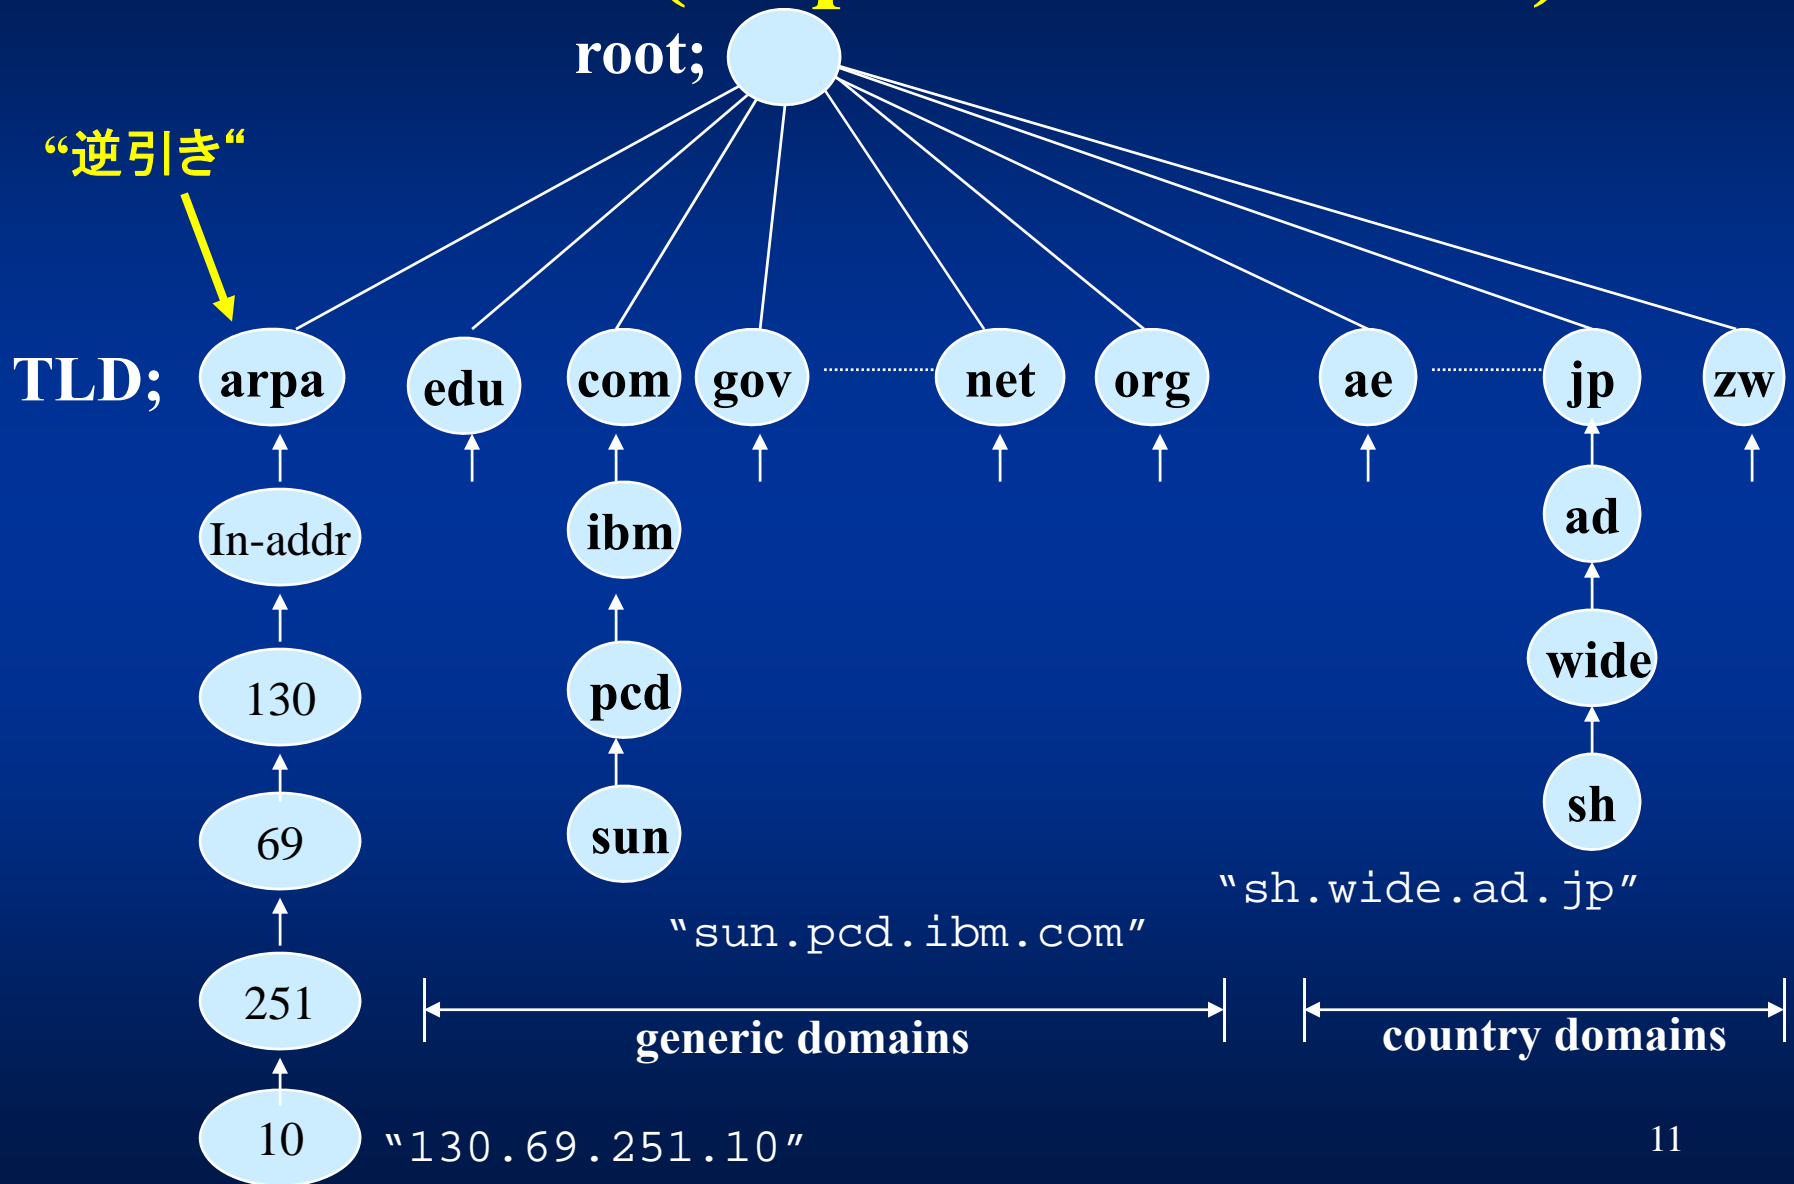 root;
“逆引き“
TLD;
arpa
edu
com
gov
net
org
ae
jp
zw
In-addr
ibm
ad
130
pcd
wide
69
sun
sh
"sh.wide.ad.jp"
"sun.pcd.ibm.com"
251
generic domains
country domains
10
"130.69.251.10"
11